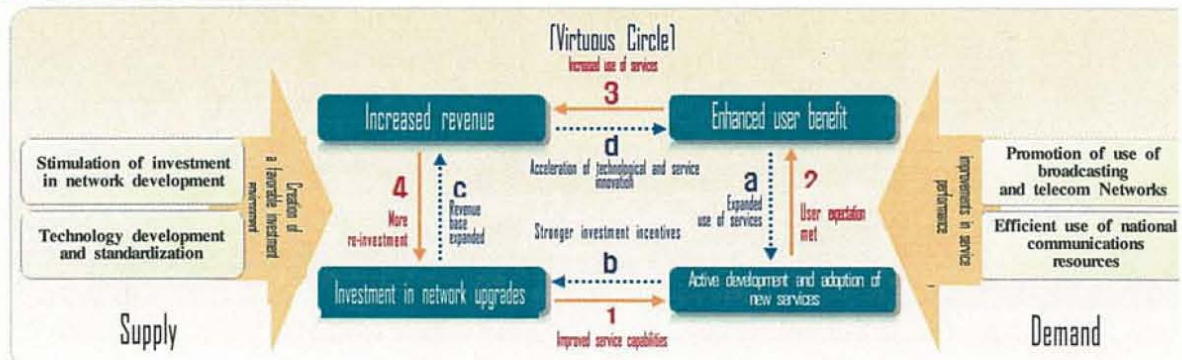 [Virtuous Circle]
Increased use of services
3
Increased revenue
Enhanced user benefit
d
Acceleration of technological and service
innovation
Stimulation of investment
in network development
Technology development
and standardization
Creation of
a favorable investment
environment
4
More
re-investment
c
Revenue
base
expanded
a
Expanded
use of services
2
User expectation
met
Stronger investment incentives
b
Investment in network upgrades
Active development and adoption of
new services
1
Improved service capabilities
improvements in service
performance
Promotion of use of
broadcasting
and telecom Networks
Efficient use of national
communications
resources
Supply
Demand